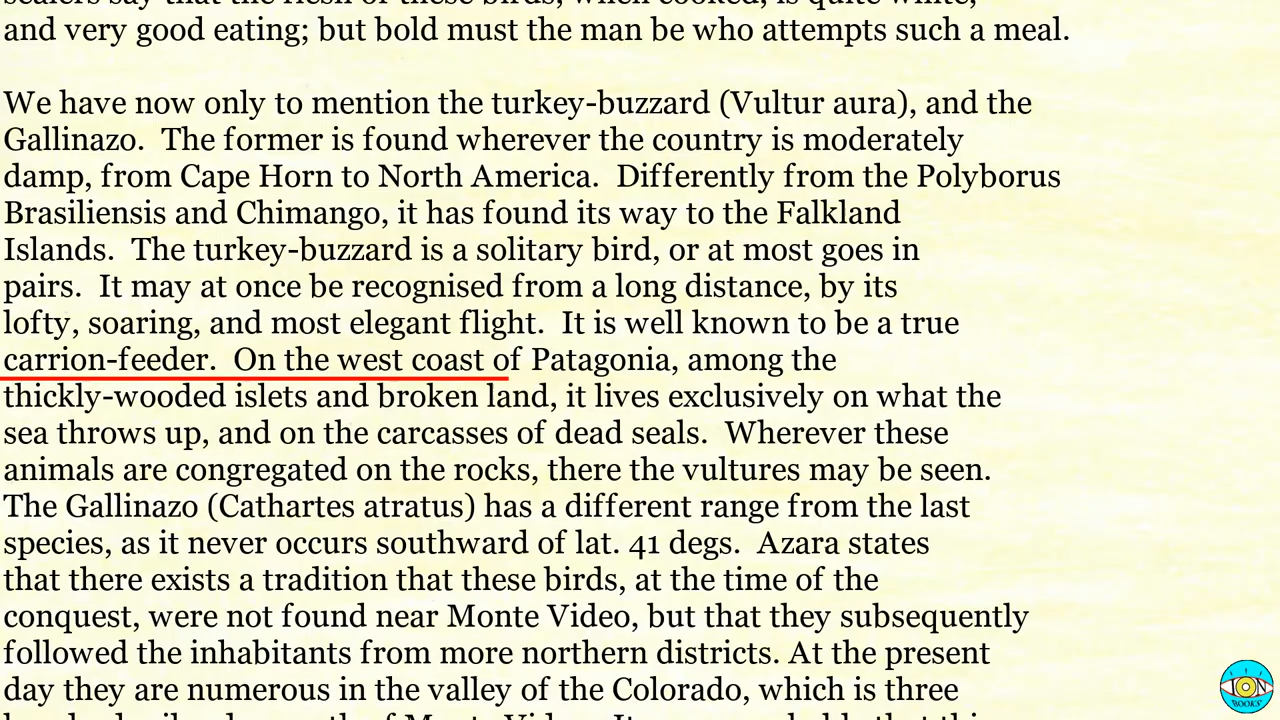 and very good eating; but bold must the man be who attempts such a meal.
We have now only to mention the turkey-buzzard (Vultur aura), and the
Gallinazo.  The former is found wherever the country is moderately
damp, from Cape Horn to North America.  Differently from the Polyborus
Brasiliensis and Chimango, it has found its way to the Falkland
Islands.  The turkey-buzzard is a solitary bird, or at most goes in
pairs.  It may at once be recognised from a long distance, by its
lofty, soaring, and most elegant flight.  It is well known to be a true
carrion-feeder.  On the west coast of Patagonia, among the
thickly-wooded islets and broken land, it lives exclusively on what the
sea throws up, and on the carcasses of dead seals.  Wherever these
animals are congregated on the rocks, there the vultures may be seen.
The Gallinazo (Cathartes atratus) has a different range from the last
species, as it never occurs southward of lat. 41 degs.  Azara states
that there exists a tradition that these birds, at the time of the
conquest, were not found near Monte Video, but that they subsequently
followed the inhabitants from more northern districts. At the present
day they are numerous in the valley of the Colorado, which is three
ION
BOOKS